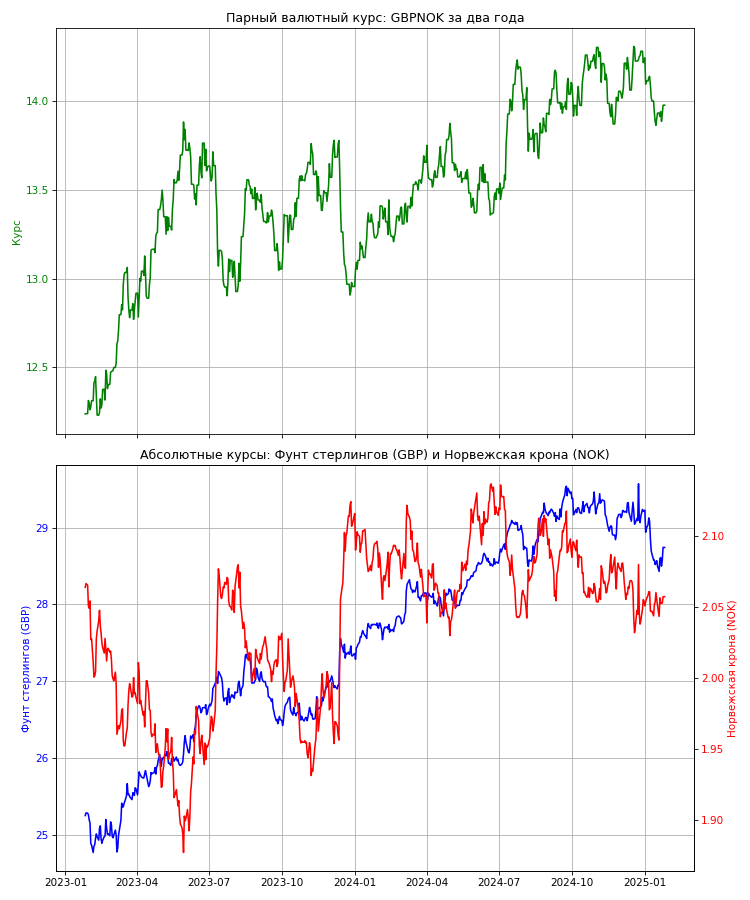 Парный валютный курс: GBPNOK за два года
Курс
14.0
13.5
13.0
12.5
Абсолютные курсы: Фунт стерлингов (GBP) и Норвежская крона (NOK)
Фунт стерлингов (GBP)
29
28
27
26
25
2.10
2.05
2.00
1.95
1.90
Норвежская крона (NOK)
2023-01 2023-04 2023-07 2023-10 2024-01 2024-04 2024-07 2024-10 2025-01